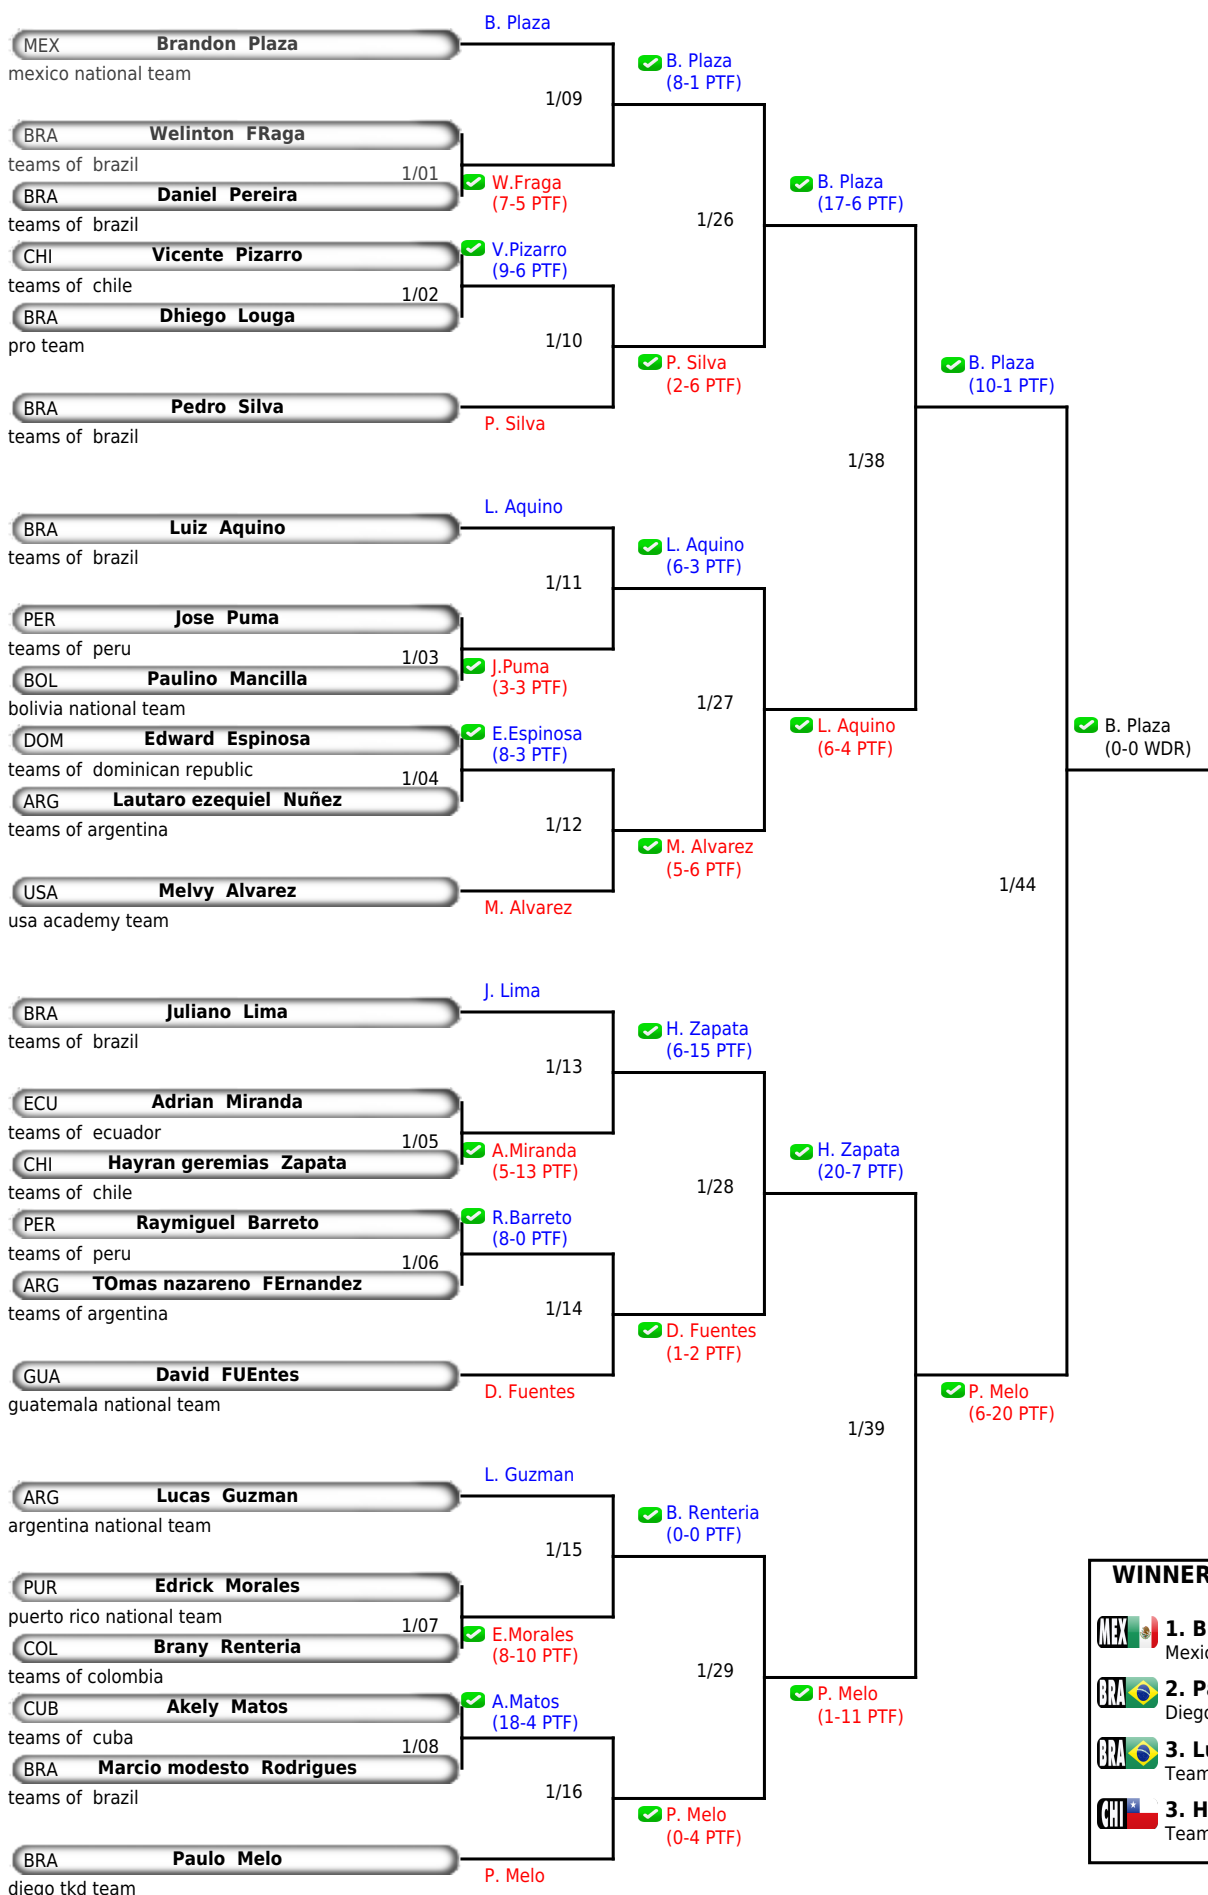 B. Plaza
MEX Brandon Plaza
mexico national team
B. Plaza
(8-1 PTF)
1/09
BRA Welinton FRaga
teams of brazil
1/01
W.Fraga
(7-5 PTF)
BRA Daniel Pereira
teams of brazil
B. Plaza
(17-6 PTF)
1/26
CHI Vicente Pizarro
teams of chile
V.Pizarro
(9-6 PTF)
1/02
BRA Dhiego Louga
pro team
1/10
P. Silva
(2-6 PTF)
B. Plaza
(10-1 PTF)
BRA Pedro Silva
teams of brazil
P. Silva
1/38
L. Aquino
BRA Luiz Aquino
teams of brazil
L. Aquino
(6-3 PTF)
1/11
PER Jose Puma
teams of peru
1/03
J.Puma
(3-3 PTF)
BOL Paulino Mancilla
bolivia national team
1/27
L. Aquino
(6-4 PTF)
B. Plaza
(0-0 WDR)
DOM Edward Espinosa
teams of dominican republic
E.Espinosa
(8-3 PTF)
1/04
ARG Lautaro ezequiel Nuñez
teams of argentina
1/12
M. Alvarez
(5-6 PTF)
USA Melvy Alvarez
usa academy team
M. Alvarez
1/44
J. Lima
BRA Juliano Lima
teams of brazil
H. Zapata
(6-15 PTF)
1/13
ECU Adrian Miranda
teams of ecuador
1/05
A.Miranda
(5-13 PTF)
CHI Hayran geremias Zapata
teams of chile
H. Zapata
(20-7 PTF)
1/28
PER Raymiguel Barreto
teams of peru
R.Barreto
(8-0 PTF)
1/06
ARG TOmas nazareno FErnandez
teams of argentina
1/14
D. Fuentes
(1-2 PTF)
GUA David FUEntes
guatemala national team
D. Fuentes
P. Melo
(6-20 PTF)
1/39
L. Guzman
ARG Lucas Guzman
argentina national team
B. Renteria
(0-0 PTF)
1/15
PUR Edrick Morales
puerto rico national team
1/07
E.Morales
(8-10 PTF)
COL Brany Renteria
teams of colombia
1/29
P. Melo
(1-11 PTF)
CUB Akely Matos
teams of cuba
A.Matos
(18-4 PTF)
1/08
BRA Marcio modesto Rodrigues
teams of brazil
1/16
P. Melo
(0-4 PTF)
BRA Paulo Melo
diego tkd team
P. Melo
WINNER
MEX 1. B
Mexic
BRA 2. Pa
Diego
BRA 3. Lu
Team
CHI 3. H
Team